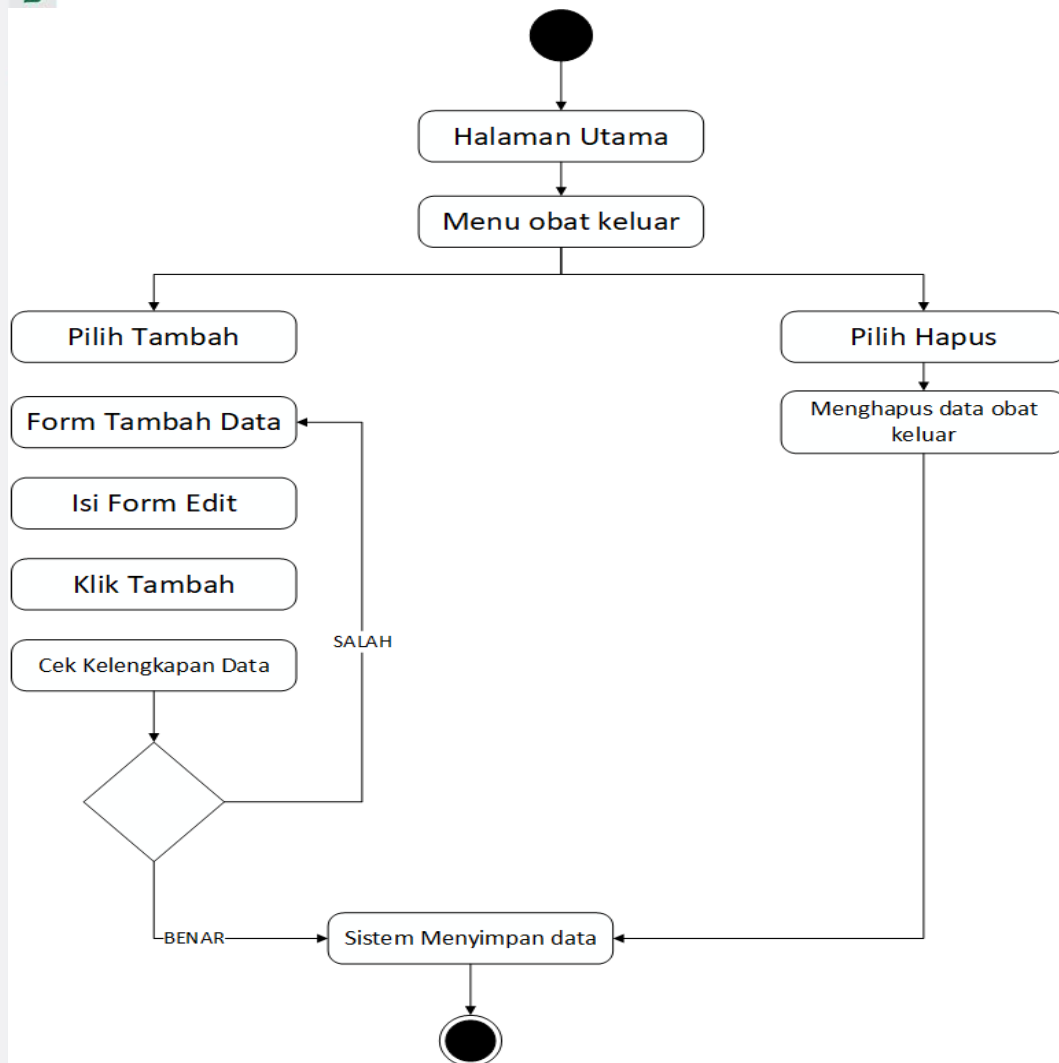 Halaman Utama
Menu obat keluar
Pilih Tambah
Pilih Hapus
Form Tambah Data
Menghapus data obat
keluar
Isi Form Edit
Klik Tambah
SALAH
Cek Kelengkapan Data
BENAR
Sistem Menyimpan data